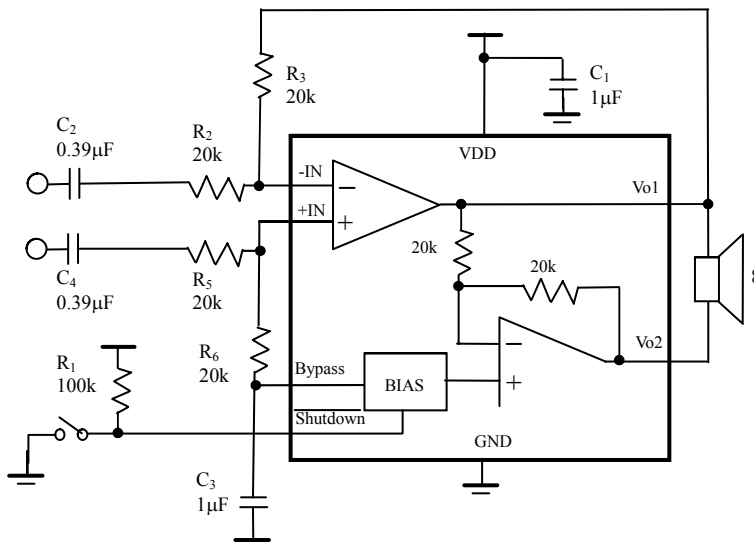 R3
20k
C1
1μF
C2
0.39μF
R2
20k
VDD
-IN
+IN
Vo1
20k
20k
C4
0.39μF
R5
20k
R6
20k
R1
100k
Bypass
BIAS
Vo2
Shutdown
GND
C3
1μF